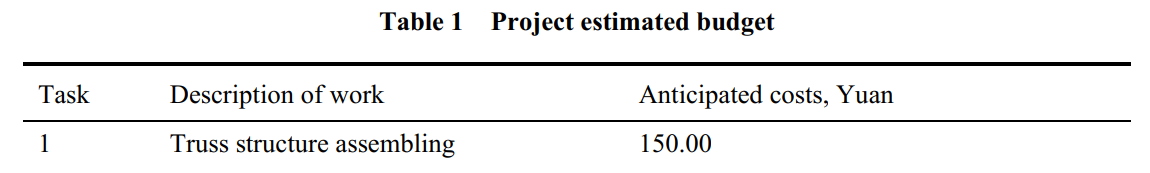 Table 1 Project estimated budget
Task Description of work Anticipated costs, Yuan
1 Truss structure assembling 150.00